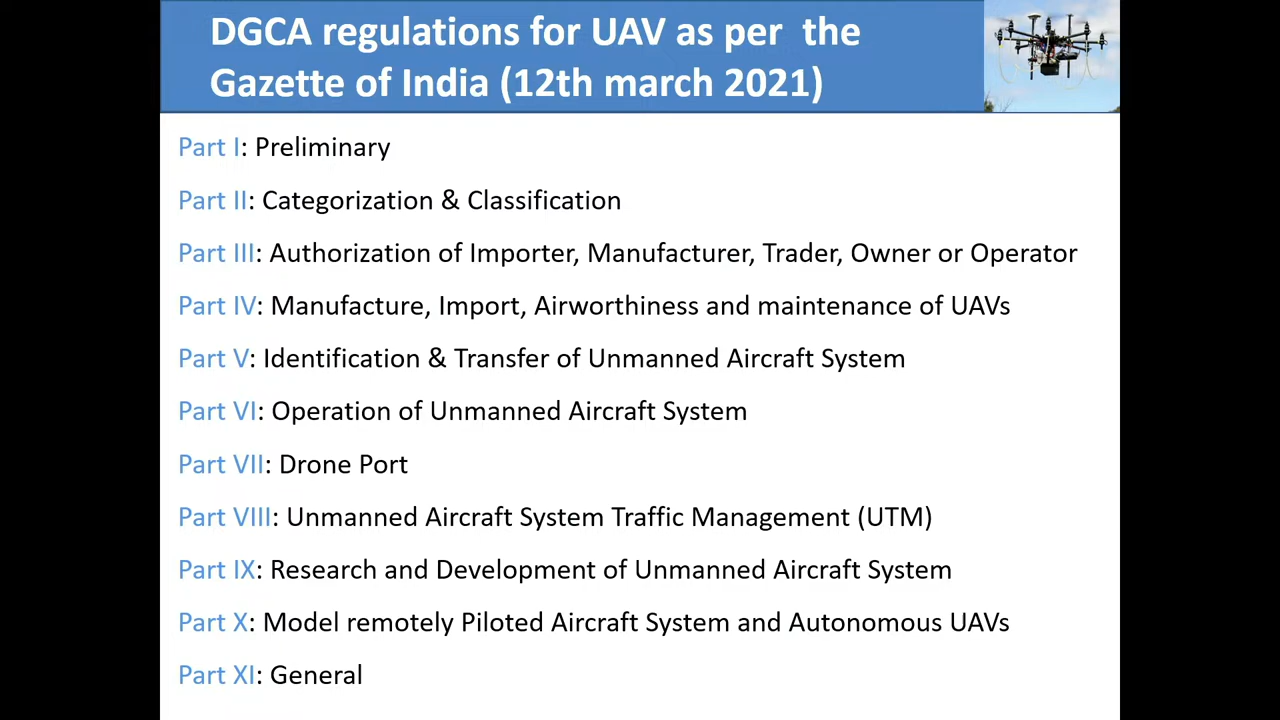 DGCA regulations for UAV as per the
Gazette of India (12th march 2021)
Part I: Preliminary
Part II: Categorization & Classification
Part III: Authorization of Importer, Manufacturer, Trader, Owner or Operator
Part IV: Manufacture, Import, Airworthiness and maintenance of UAVs
Part V: Identification & Transfer of Unmanned Aircraft System
Part VI: Operation of Unmanned Aircraft System
Part VII: Drone Port
Part VIII: Unmanned Aircraft System Traffic Management (UTM)
Part IX: Research and Development of Unmanned Aircraft System
Part X: Model remotely Piloted Aircraft System and Autonomous UAVs
Part XI: General